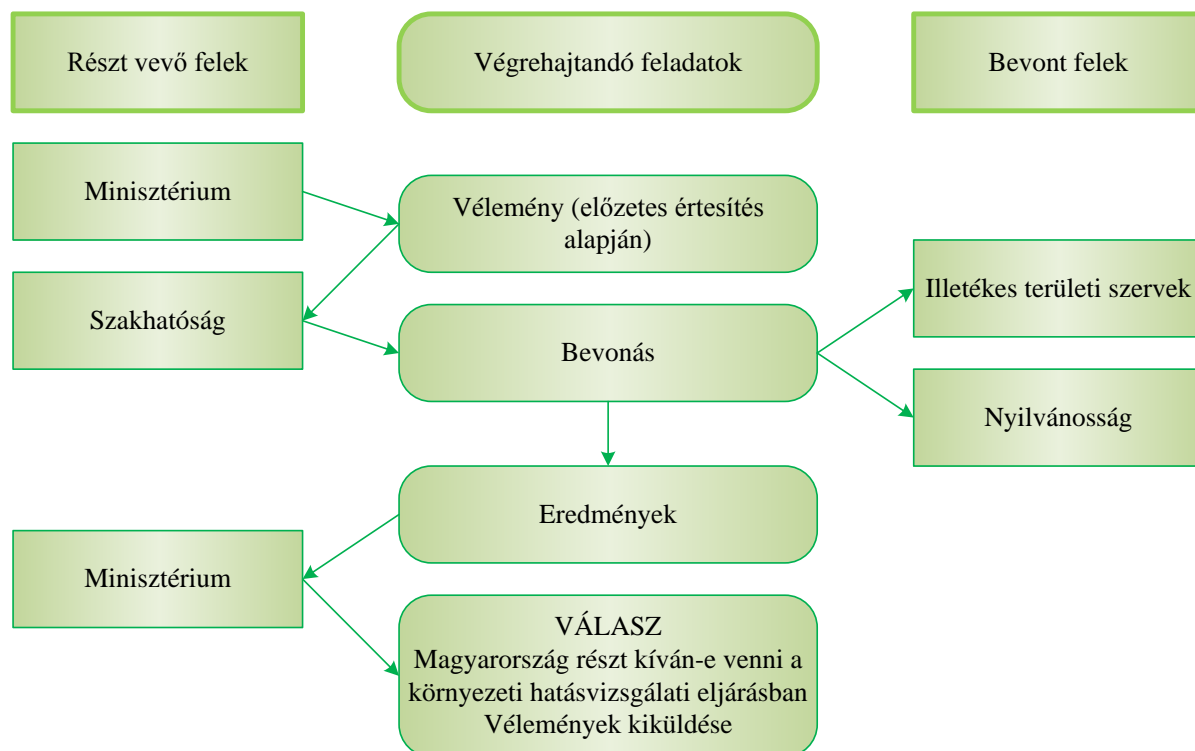 Részt vevő felek
Végrehajtandó feladatok
Bevont felek
Minisztérium
Vélemény (előzetes értesítés
alapján)
Szakhatóság
Bevonás
Illetékes területi szervek
Nyilvánosság
Eredmények
Minisztérium
VÁLASZ
Magyarország részt kíván-e venni a
környezeti hatásvizsgálati eljárásban
Vélemények kiküldése